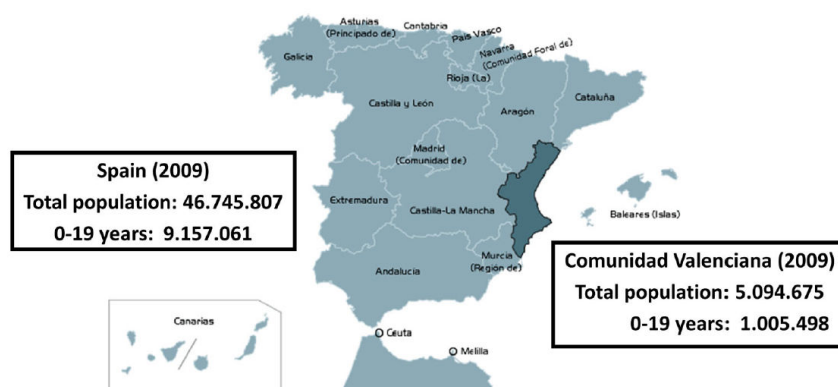 Asturias
(Principado de)
Cantabria
País Vasco
Navarra
(Comunidad Foral de)
Galicia
Rioja (La)
Castilla y León
Aragón
Cataluña
Madrid
(Comunidad de)
Spain (2009)
Total population: 46.745.807
0-19 years: 9.157.061
Extremadura
Castilla-La Mancha
Baleares (Islas)
Murcia
(Región de)
Andalucía
Comunidad Valenciana (2009)
Total population: 5.094.675
0-19 years: 1.005.498
Canarias
Ceuta
Melilla